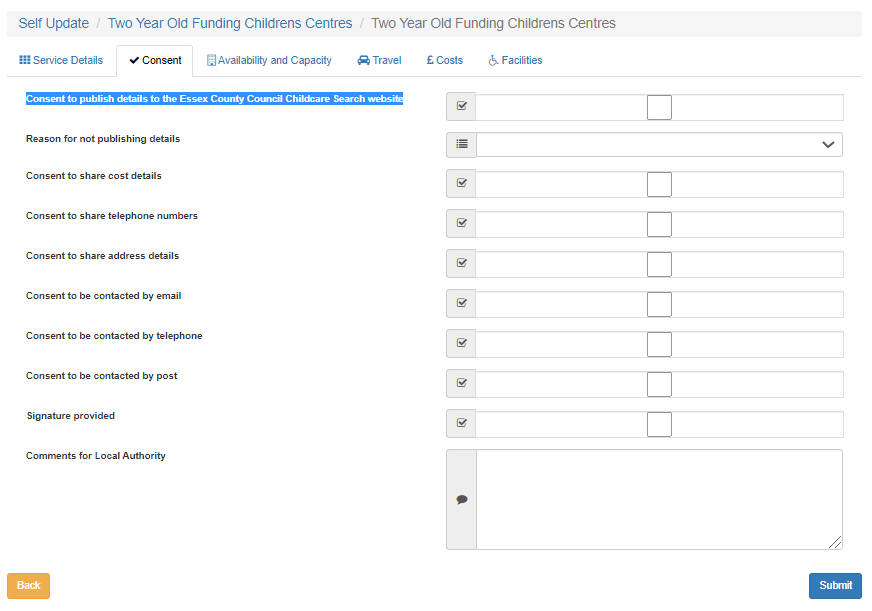 Self Update / Two Year Old Funding Childrens Centres / Two Year Old Funding Childrens Centres
Service Details Consent Availability and Capacity Travel £ Costs Facilities
Consent to publish details to the Essex County Council Childcare Search website
Reason for not publishing details
Consent to share cost details
Consent to share telephone numbers
Consent to share address details
Consent to be contacted by email
Consent to be contacted by telephone
Consent to be contacted by post
Signature provided
Comments for Local Authority
Back Submit